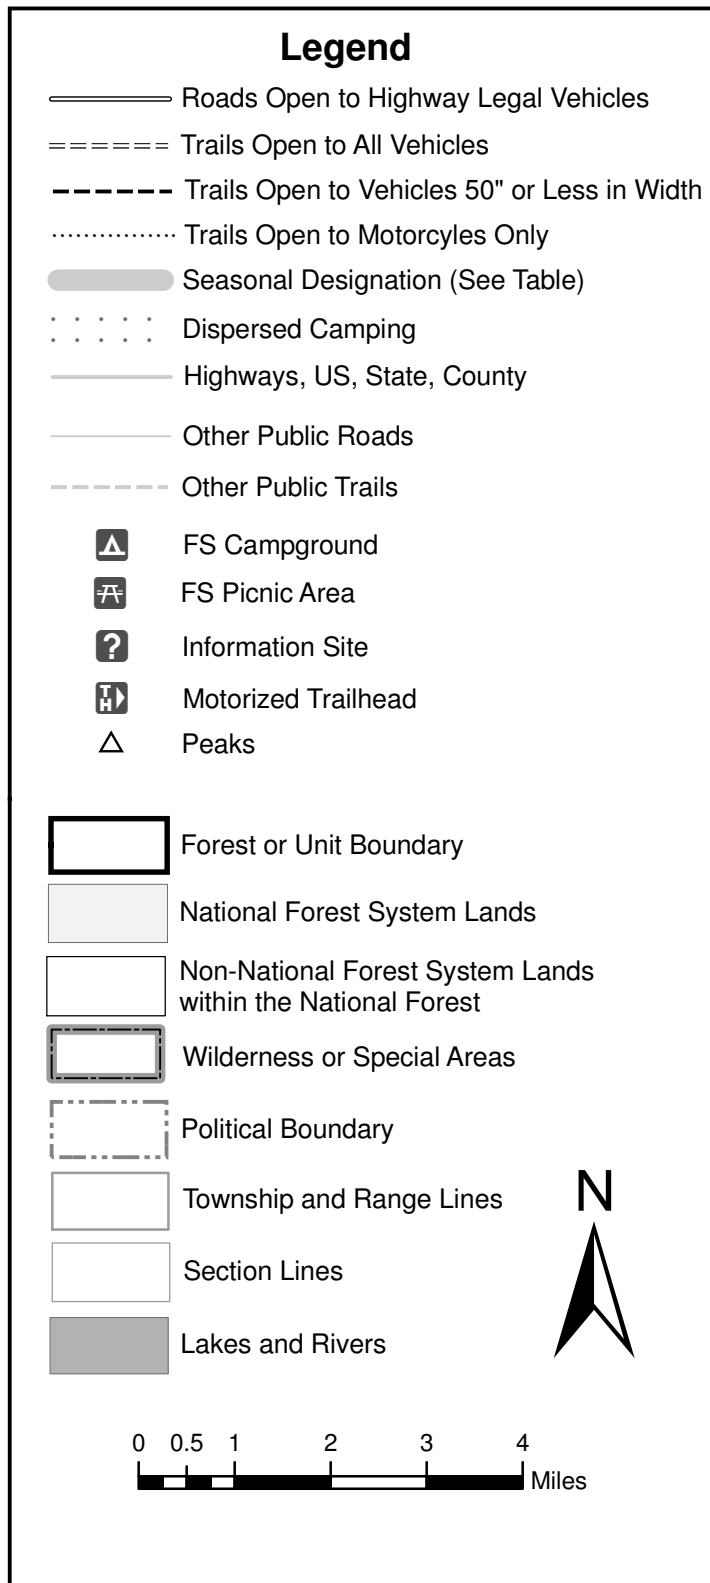 Legend
Roads Open to Highway Legal Vehicles
Trails Open to All Vehicles
Trails Open to Vehicles 50" or Less in Width
Trails Open to Motorcyles Only
Seasonal Designation (See Table)
Dispersed Camping
Highways, US, State, County
Other Public Roads
Other Public Trails
FS Campground
FS Picnic Area
? Information Site
TH Motorized Trailhead
Peaks
Forest or Unit Boundary
National Forest System Lands
Non-National Forest System Lands
within the National Forest
Wilderness or Special Areas
Political Boundary
N
Township and Range Lines
Section Lines
Lakes and Rivers
0 0.5 1 2 3 4
Miles